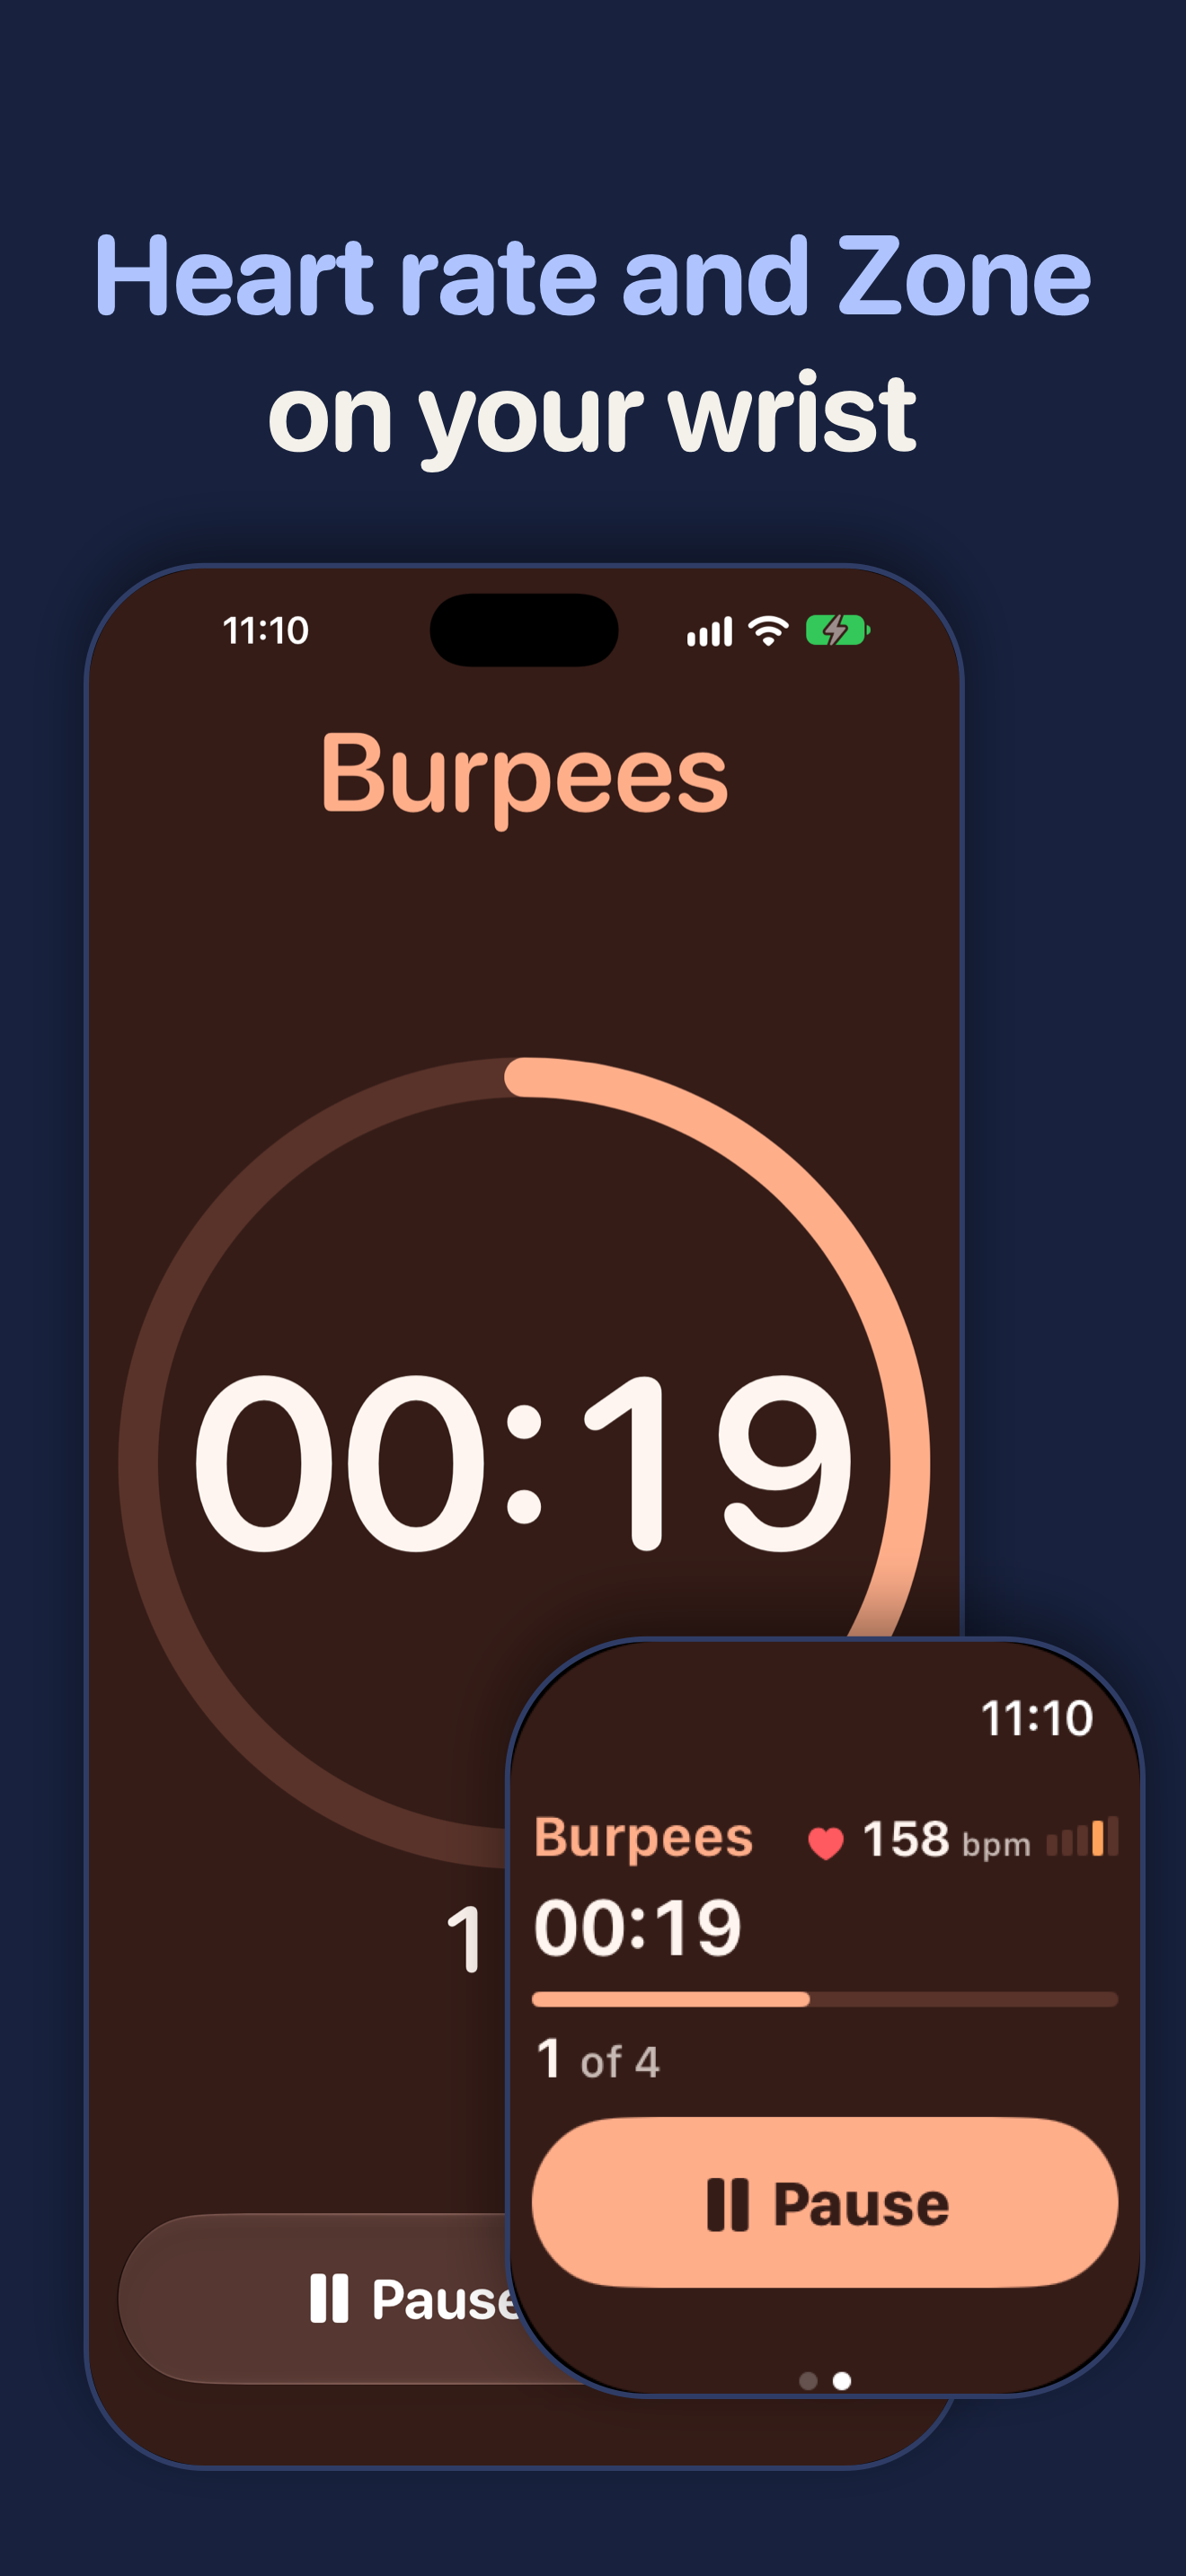 Heart rate and Zone
on your wrist
11:10
Burpees
00:19
1
Pause
11:10
Burpees 158 bpm
00:19
1 of 4
Pause